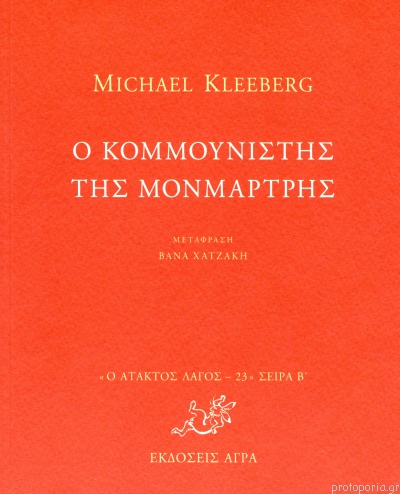 MICHAEL KLEEBERG
Ο ΚΟΜΜΟΥΝΙΣΤΗΣ
ΤΗΣ ΜΟΝΜΑΡΤΡΗΣ
ΜΕΤΑΦΡΑΣΗ
ΒΑΝΑ ΧΑΤΖΑΚΗ
«Ο ΑΤΑΚΤΟΣ ΛΑΓΟΣ – 23» ΣΕΙΡΑ Β΄
ΕΚΔΟΣΕΙΣ ΑΓΡΑ
protoporia.gr